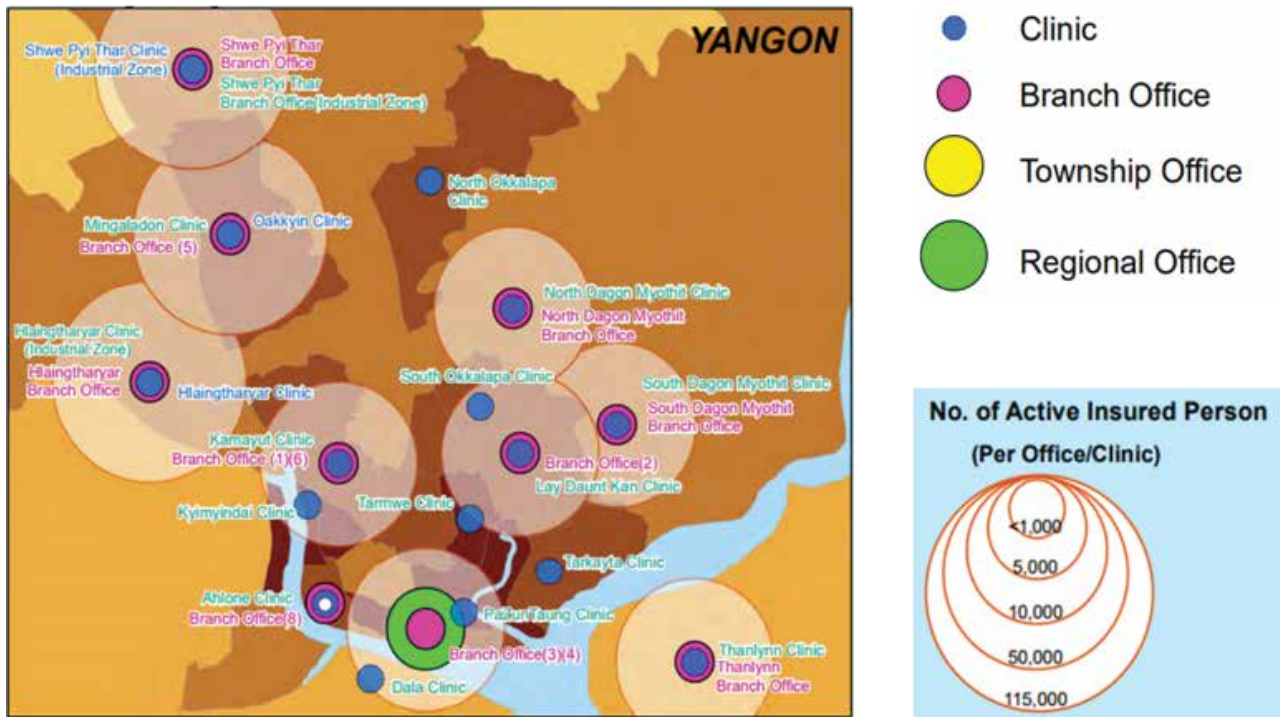 YANGON
Shwe Pyi Thar Clinic
(Industrial Zone)
Shwe Pyi Thar
Branch Office
Shwe Pyi Thar
Branch Office(Industrial Zone)
North Okkalapa
Clinic
Mingaladon Clinic
Branch Office (5)
Oakkyin Clinic
North Dagon Myothit Clinic
North Dagon Myothit
Branch Office
Hlaingtharyar Clinic
(Industrial Zone)
Hlaingtharyar
Branch Office
Hlaingtharyar Clinic
South Okkalapa Clinic
South Dagon Myothit Clinic
South Dagon Myothit
Branch Office
Kamayut Clinic
Branch Office (1)(6)
Branch Office(2)
Lay Daunt Kan Clinic
Kyimyindai Clinic
Tarmwe Clinic
Tarkayta Clinic
Ahlone Clinic
Branch Office(8)
PazunTaung Clinic
Branch Office(3)(4)
Dala Clinic
Thanlynn Clinic
Thanlynn
Branch Office
Clinic
Branch Office
Township Office
Regional Office
No. of Active Insured Person
(Per Office/Clinic)
<1,000
5,000
10,000
50,000
115,000